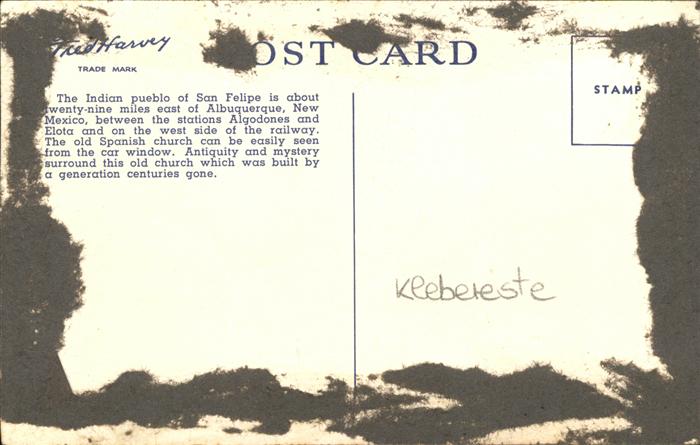 Fred Harvey
TRADE MARK
OST CARD
STAMP
The Indian pueblo of San Felipe is about
twenty-nine miles east of Albuquerque, New
Mexico, between the stations Algodones and
Elota and on the west side of the railway.
The old Spanish church can be easily seen
from the car window. Antiquity and mystery
surround this old church which was built by
a generation centuries gone.
Klebereste